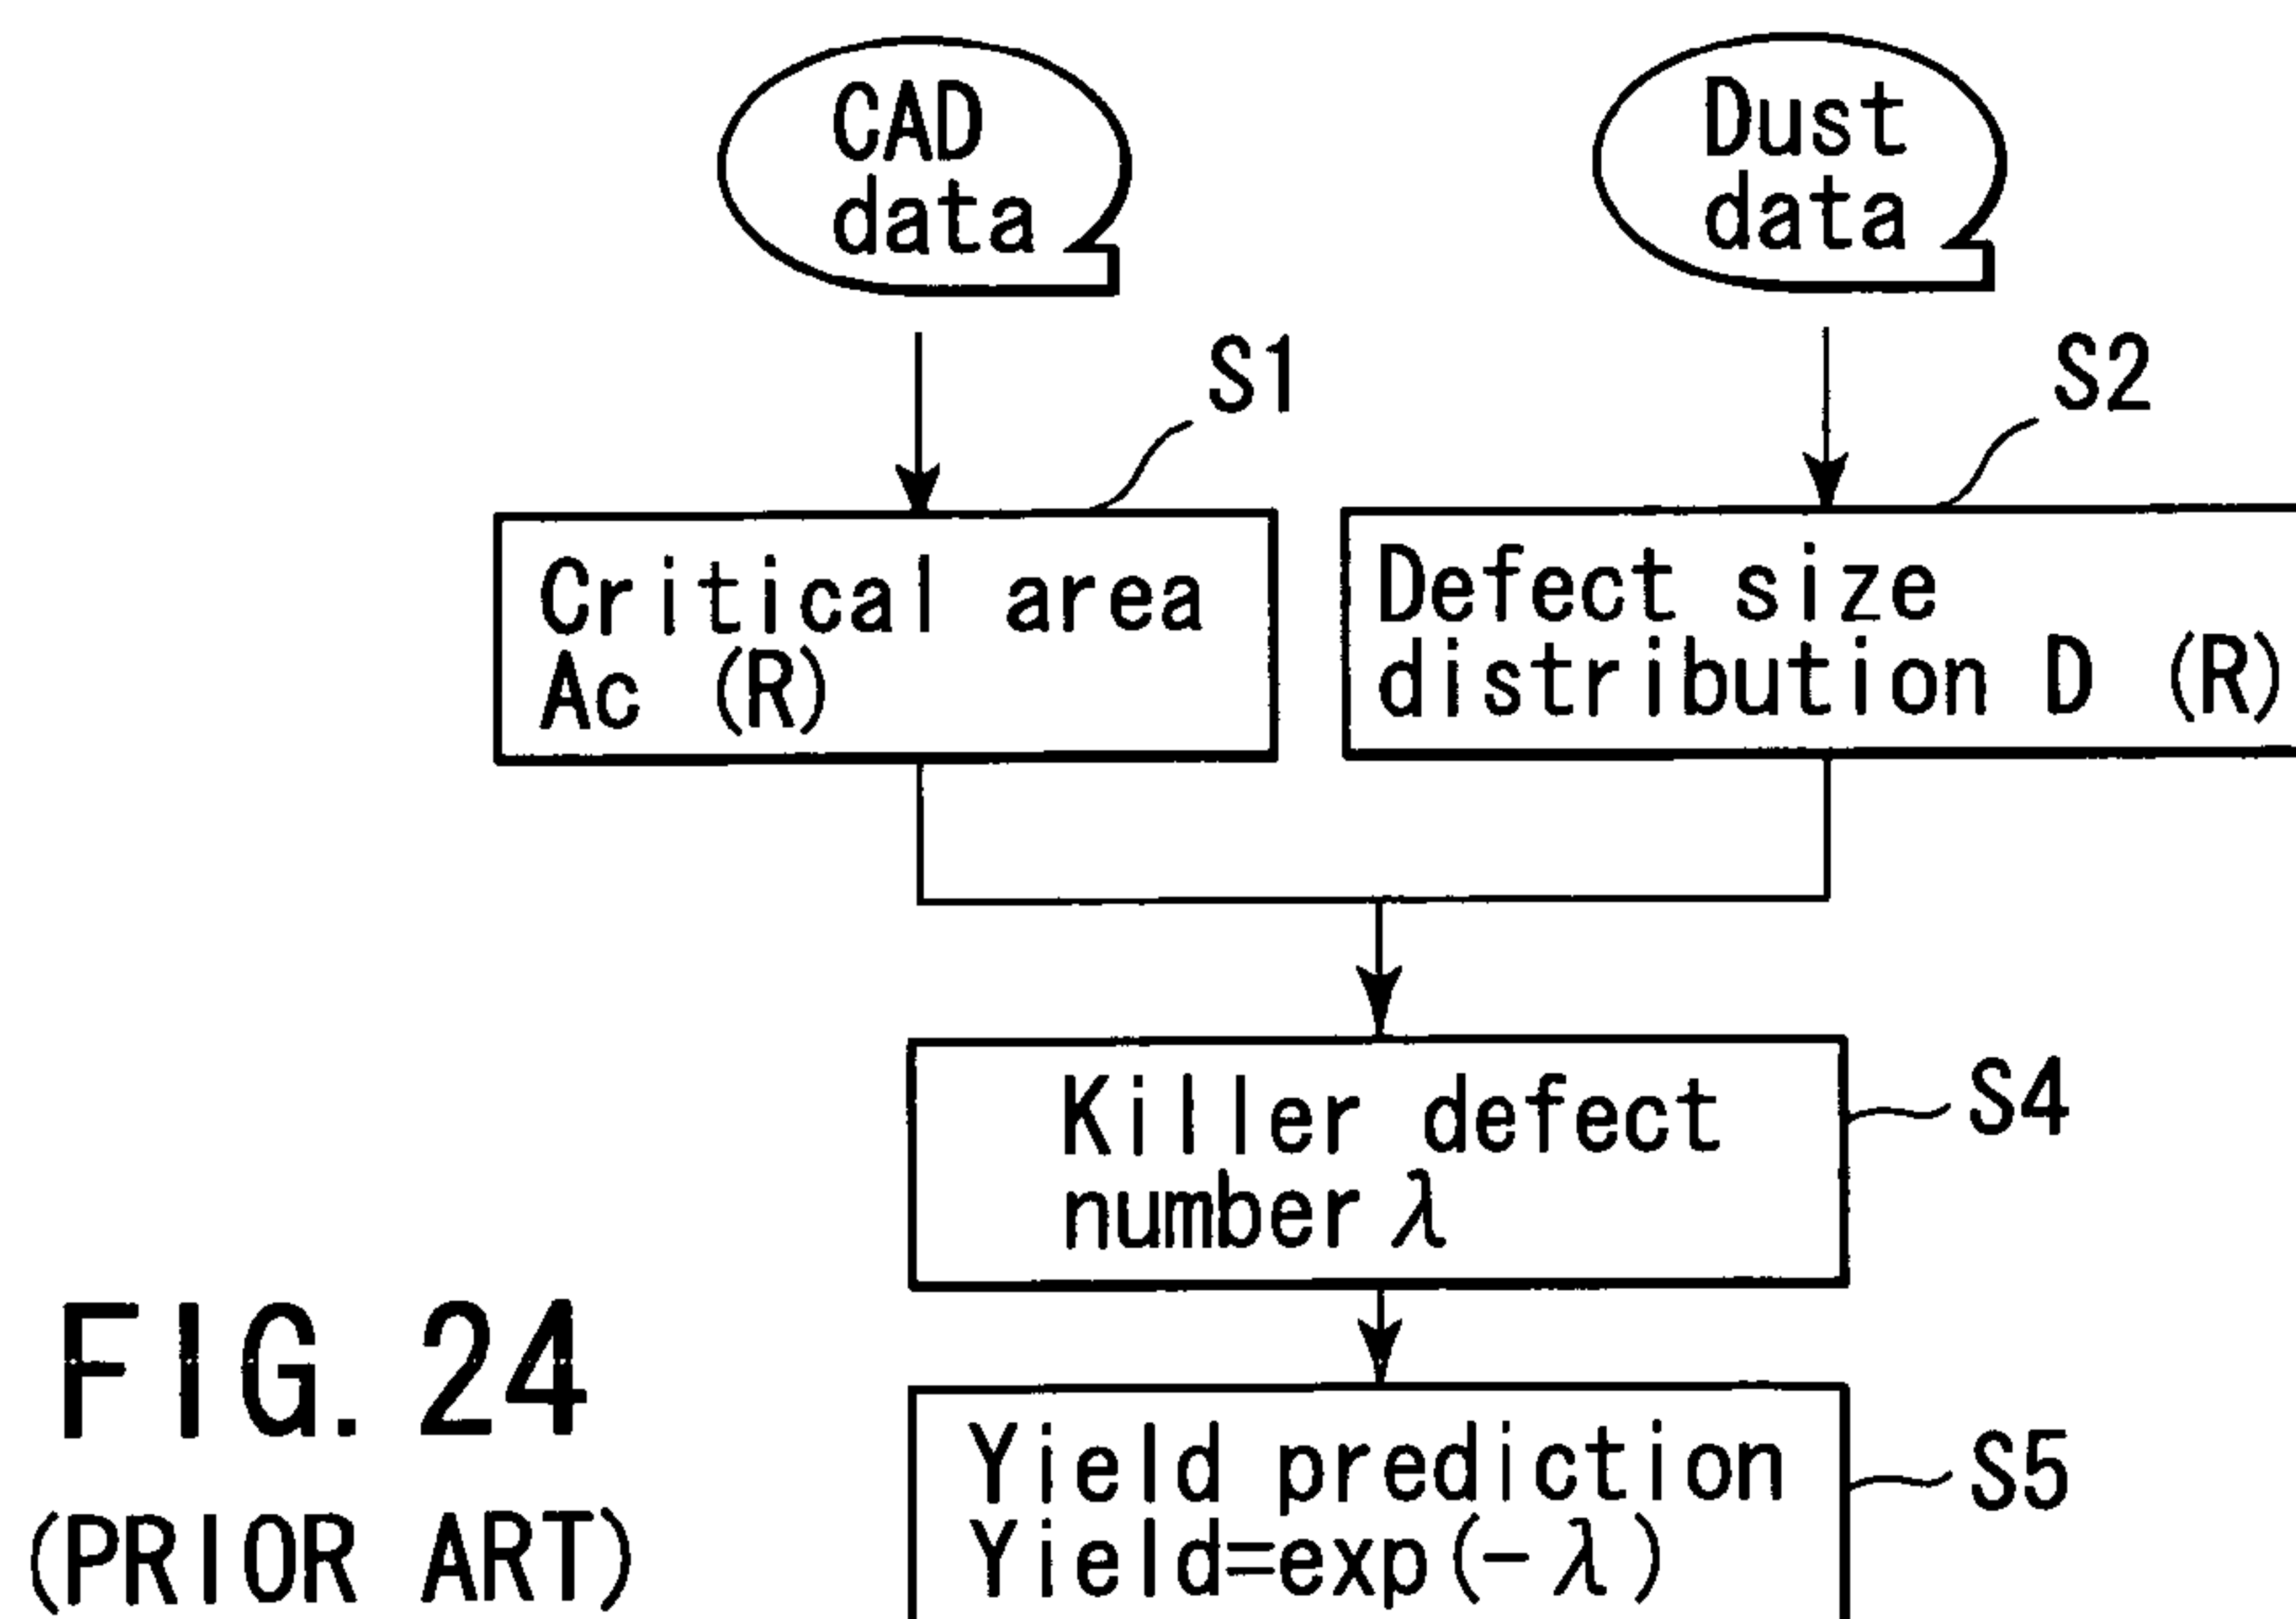 CAD
data
Dust
data
S1
S2
Critical area
Ac (R)
Defect size
distribution D (R)
Killer defect
number λ
S4
Yield prediction
Yield=exp(-λ)
S5
FIG. 24
(PRIOR ART)